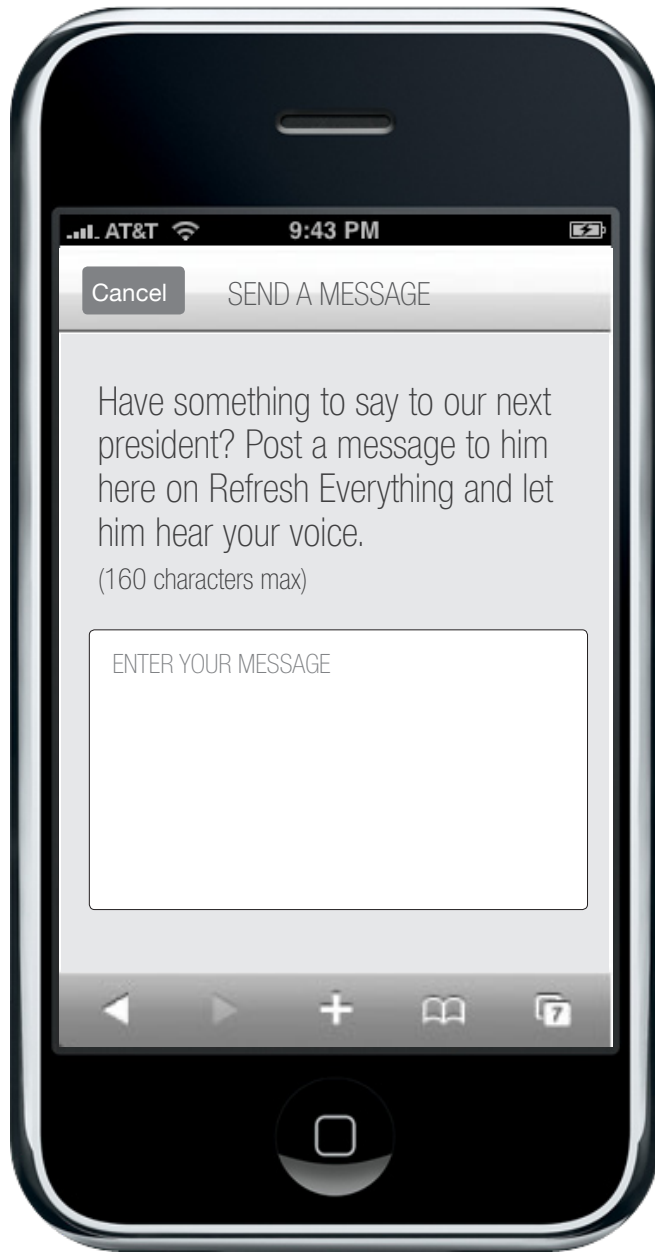 AT&T 9:43 PM
Cancel SEND A MESSAGE
Have something to say to our next
president? Post a message to him
here on Refresh Everything and let
him hear your voice.
(160 characters max)
ENTER YOUR MESSAGE
7